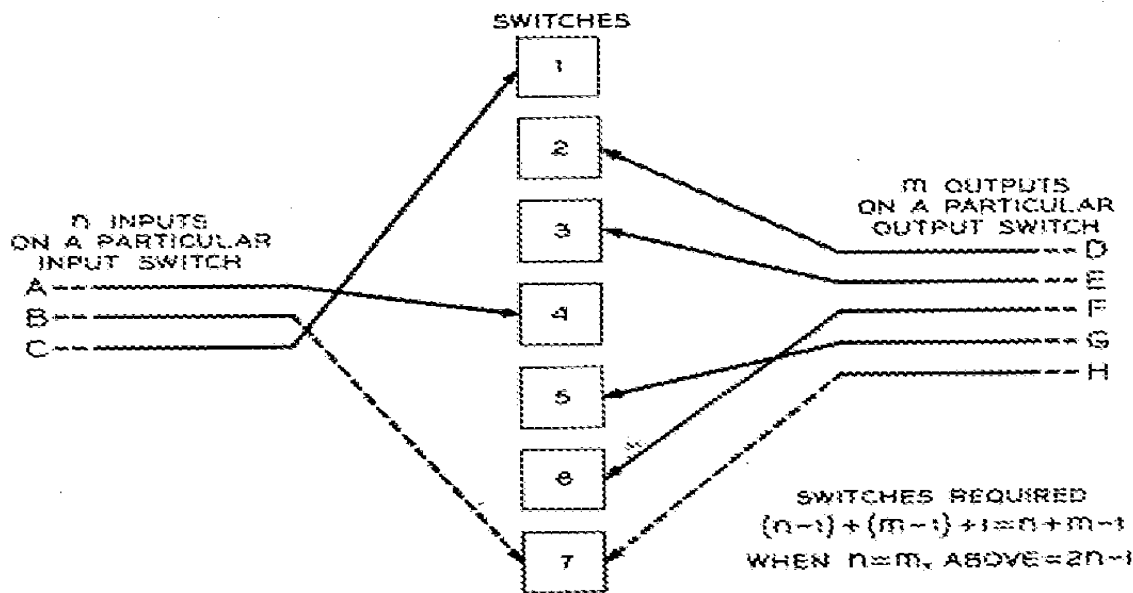 SWITCHES
1
2
3
4
5
6
7
n INPUTS
ON A PARTICULAR
INPUT SWITCH
A
B
C
m OUTPUTS
ON A PARTICULAR
OUTPUT SWITCH
D
E
F
G
H
SWITCHES REQUIRED
(n-1)+(m-1)+1=n+m-1
WHEN n=m, ABOVE=2n-1